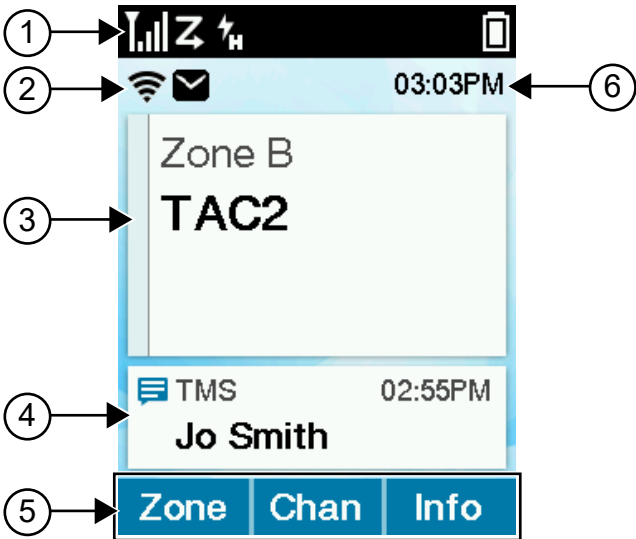 1
H
2
03:03PM
6
Zone B
3
TAC2
TMS 02:55PM
4
Jo Smith
5
Zone Chan Info